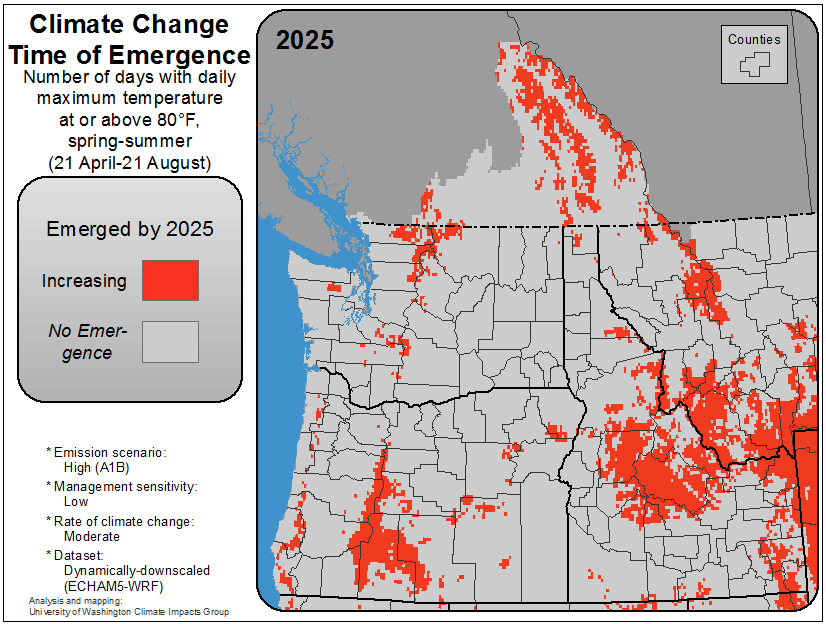 Climate Change
Time of Emergence
Number of days with daily
maximum temperature
at or above 80°F,
spring-summer
(21 April-21 August)
Emerged by 2025
Increasing
No Emer-
gence
* Emission scenario:
High (A1B)
* Management sensitivity:
Low
* Rate of climate change:
Moderate
* Dataset:
Dynamically-downscaled
(ECHAM5-WRF)
Analysis and mapping:
University of Washington Climate Impacts Group
2025
Counties